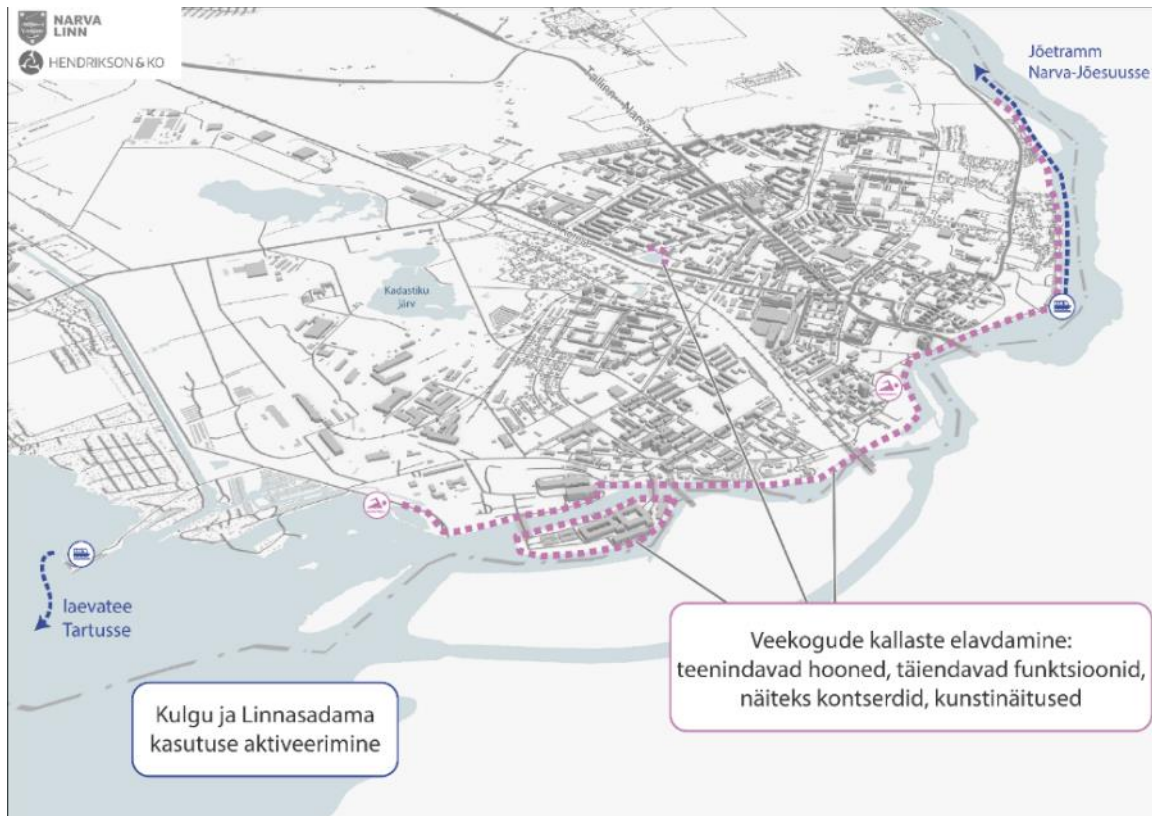 NARVA
LINN
HENDRIKSON & KO
Jõetramm
Narva-Jõesuusse
Tallinn - Narva
Kadastiku
järv
laevatee
Tartusse
Kulgu ja Linnasadama
kasutuse aktiveerimine
Veekogude kallaste elavdamine:
teenindavad hooned, täiendavad funktsioonid,
näiteks kontserdid, kunstinäitused